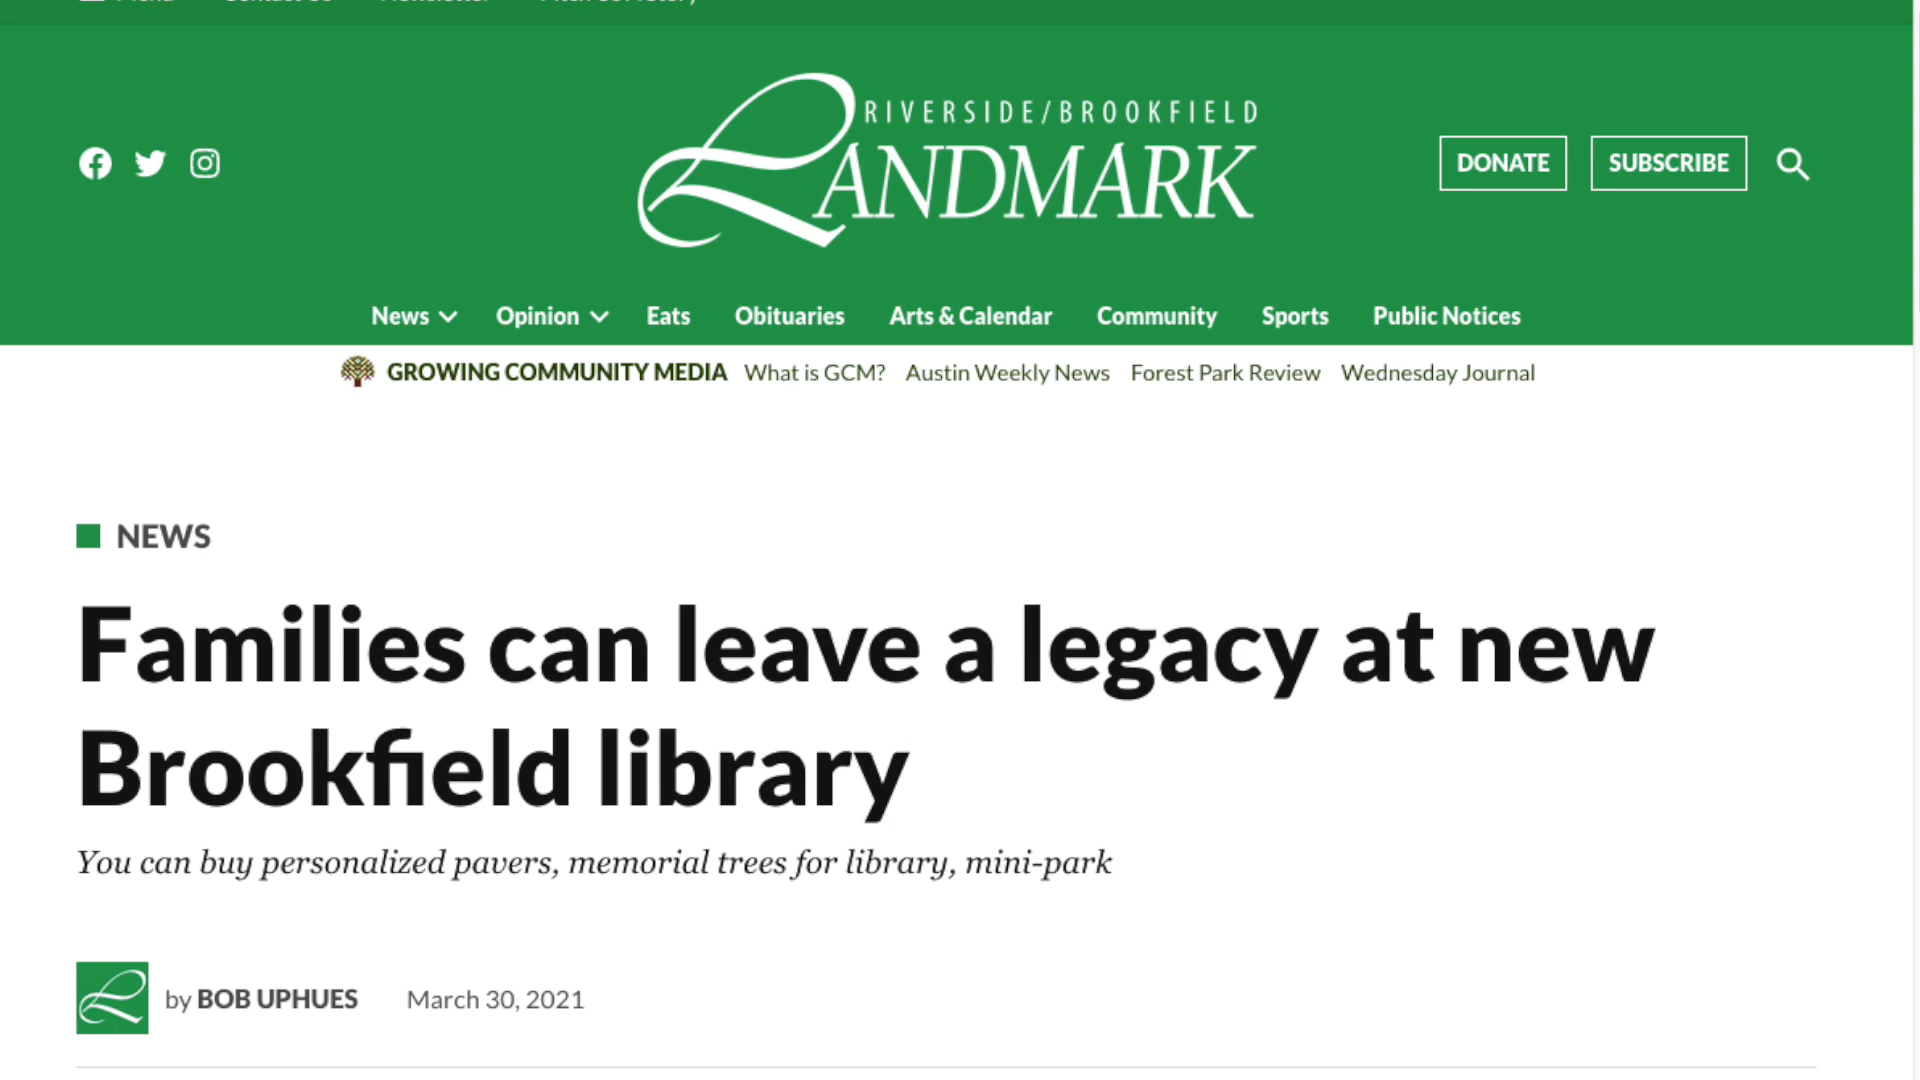 RIVERSIDE/BROOKFIELD
LANDMARK
DONATE
SUBSCRIBE
News Opinion Eats Obituaries Arts & Calendar Community Sports Public Notices
GROWING COMMUNITY MEDIA What is GCM? Austin Weekly News Forest Park Review Wednesday Journal
NEWS
Families can leave a legacy at new
Brookfield library
You can buy personalized pavers, memorial trees for library, mini-park
by BOB UPHUES March 30, 2021